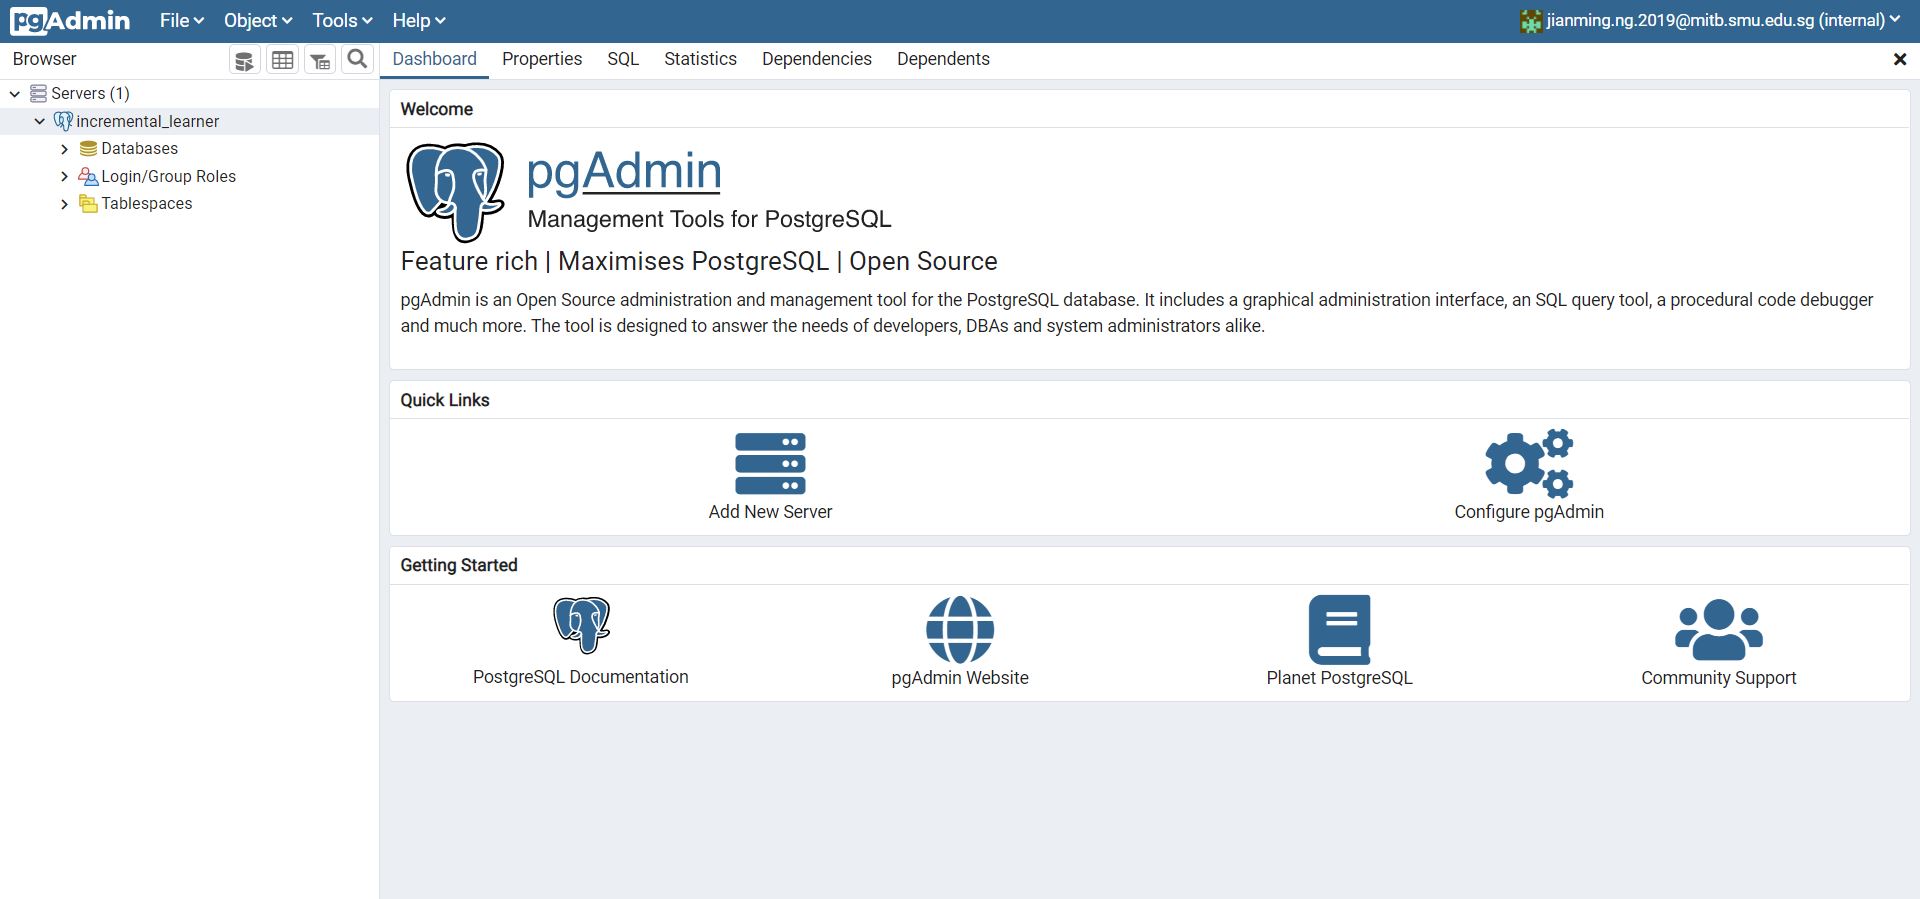 pgAdmin File Object Tools Help jianming.ng.2019@mitb.smu.edu.sg (internal)
Browser
Dashboard Properties SQL Statistics Dependencies Dependents
Servers (1)
incremental_learner
Databases
Login/Group Roles
Tablespaces
Welcome
pgAdmin
Management Tools for PostgreSQL
Feature rich | Maximises PostgreSQL | Open Source
pgAdmin is an Open Source administration and management tool for the PostgreSQL database. It includes a graphical administration interface, an SQL query tool, a procedural code debugger
and much more. The tool is designed to answer the needs of developers, DBAs and system administrators alike.
Quick Links
Add New Server Configure pgAdmin
Getting Started
PostgreSQL Documentation pgAdmin Website Planet PostgreSQL Community Support